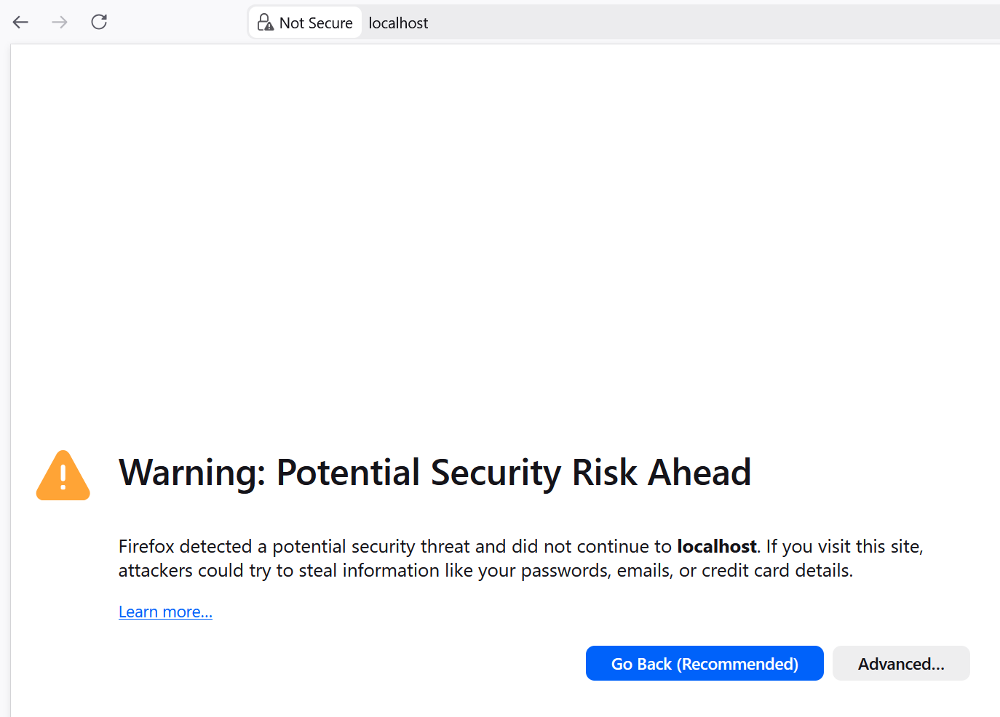 Not Secure localhost
Warning: Potential Security Risk Ahead
Firefox detected a potential security threat and did not continue to localhost. If you visit this site,
attackers could try to steal information like your passwords, emails, or credit card details.
Learn more...
Go Back (Recommended) Advanced...